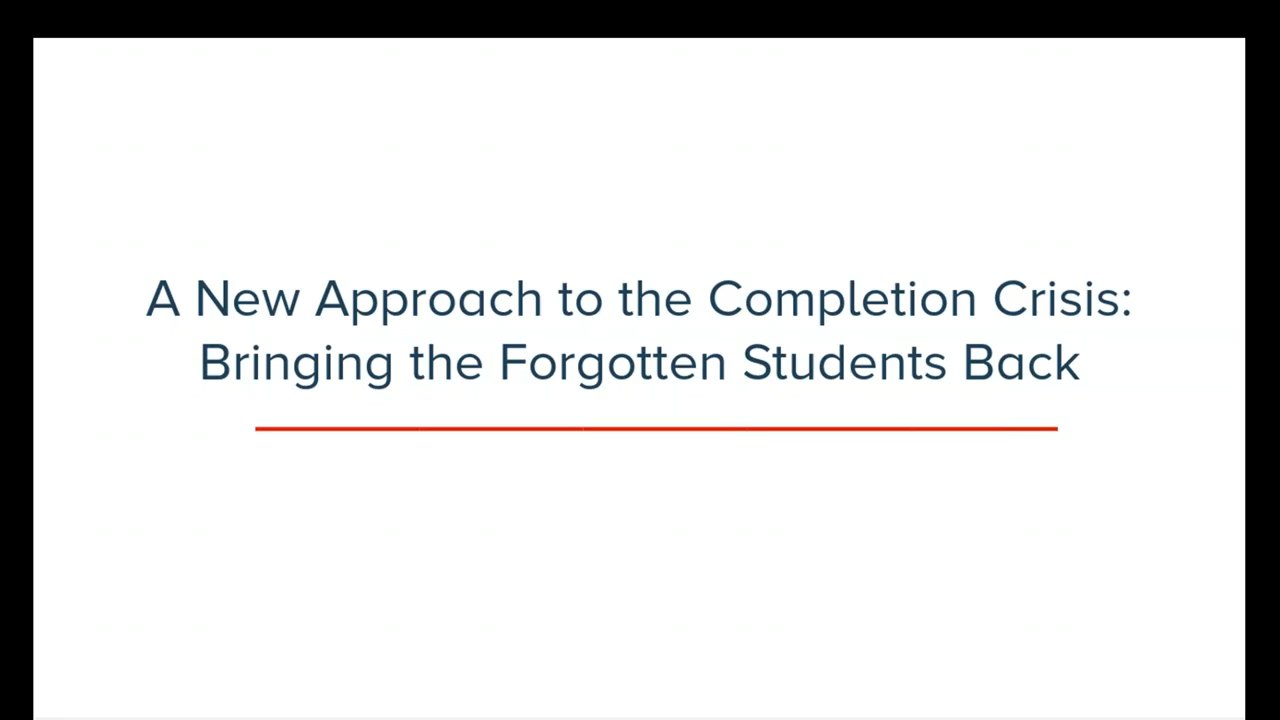 A New Approach to the Completion Crisis:
Bringing the Forgotten Students Back